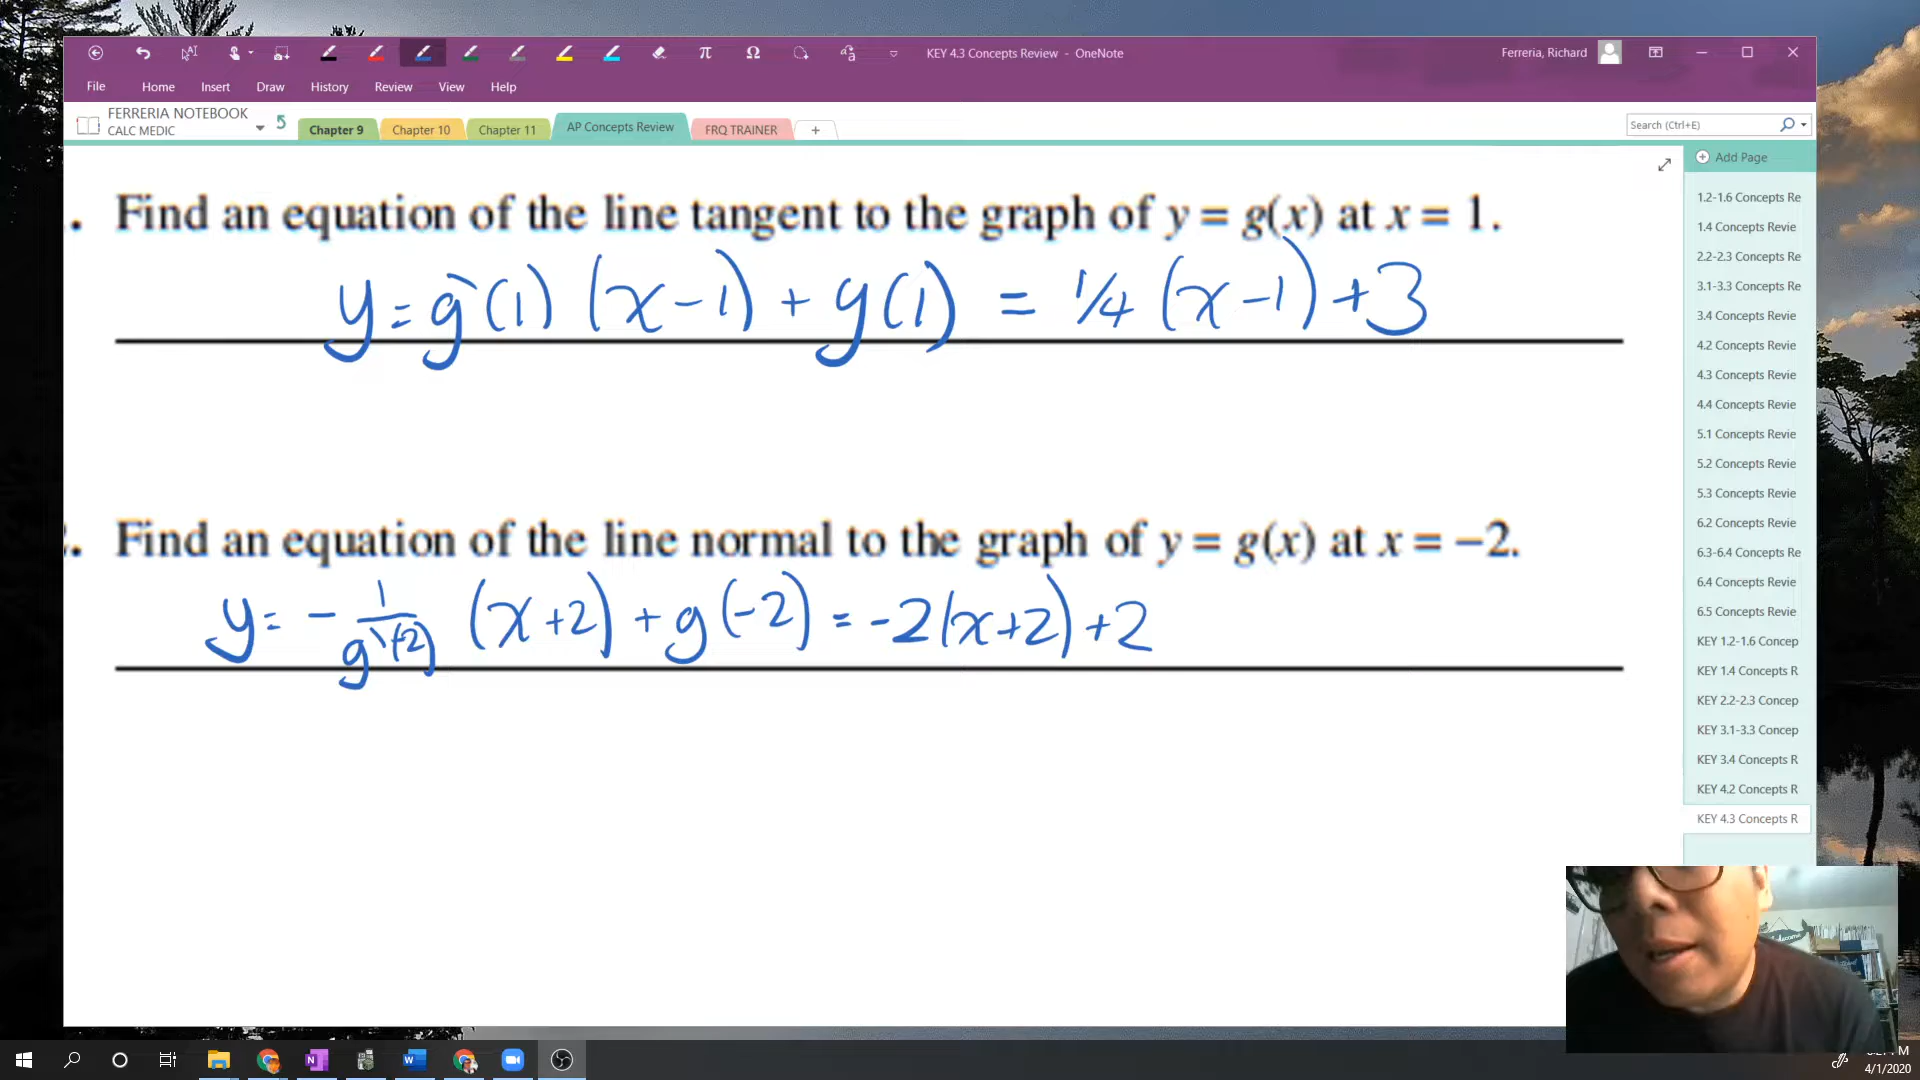 KEY 4.3 Concepts Review - OneNote
Ferreria, Richard
File Home Insert Draw History Review View Help
FERRERIA NOTEBOOK
CALC MEDIC
Chapter 9 Chapter 10 Chapter 11 AP Concepts Review FRQ TRAINER +
Search (Ctrl+E)
Add Page
. Find an equation of the line tangent to the graph of y = g(x) at x = 1.
y = g'(1) (x-1) + g(1) = 1/4 (x-1) + 3
. Find an equation of the line normal to the graph of y = g(x) at x = −2.
y = - 1/g'(-2) (x+2) + g(-2) = -2(x+2) + 2
1.2-1.6 Concepts Re
1.4 Concepts Revie
2.2-2.3 Concepts Re
3.1-3.3 Concepts Re
3.4 Concepts Revie
4.2 Concepts Revie
4.3 Concepts Revie
4.4 Concepts Revie
5.1 Concepts Revie
5.2 Concepts Revie
5.3 Concepts Revie
6.2 Concepts Revie
6.3-6.4 Concepts Re
6.4 Concepts Revie
6.5 Concepts Revie
KEY 1.2-1.6 Concep
KEY 1.4 Concepts R
KEY 2.2-2.3 Concep
KEY 3.1-3.3 Concep
KEY 3.4 Concepts R
KEY 4.2 Concepts R
KEY 4.3 Concepts R
4/1/2020